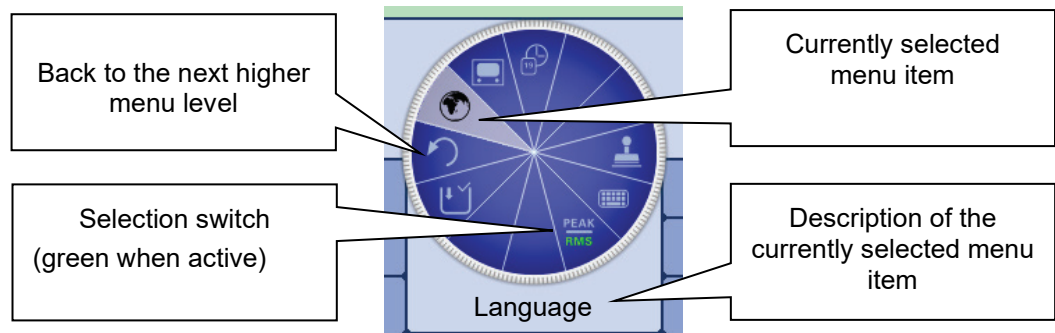 Back to the next higher
menu level
Currently selected
menu item
19
Selection switch
(green when active)
PEAK
RMS
Description of the
currently selected menu
item
Language